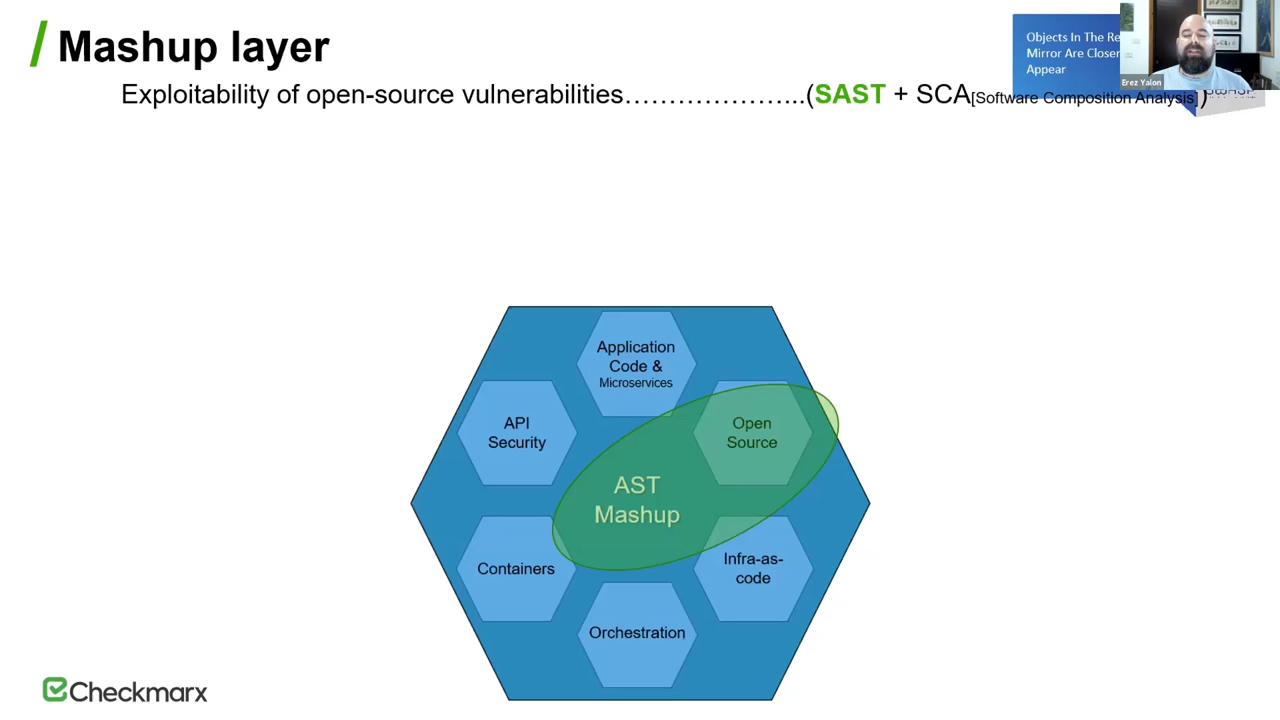 / Mashup layer
Exploitability of open-source vulnerabilities………………...(SAST + SCA[Software Composition Analysis])
Objects In The
Mirror Are Closer
Appear
Erez Yalon
Application
Code &
Microservices
API
Security
Open
Source
AST
Mashup
Containers
Infra-as-
code
Orchestration
Checkmarx